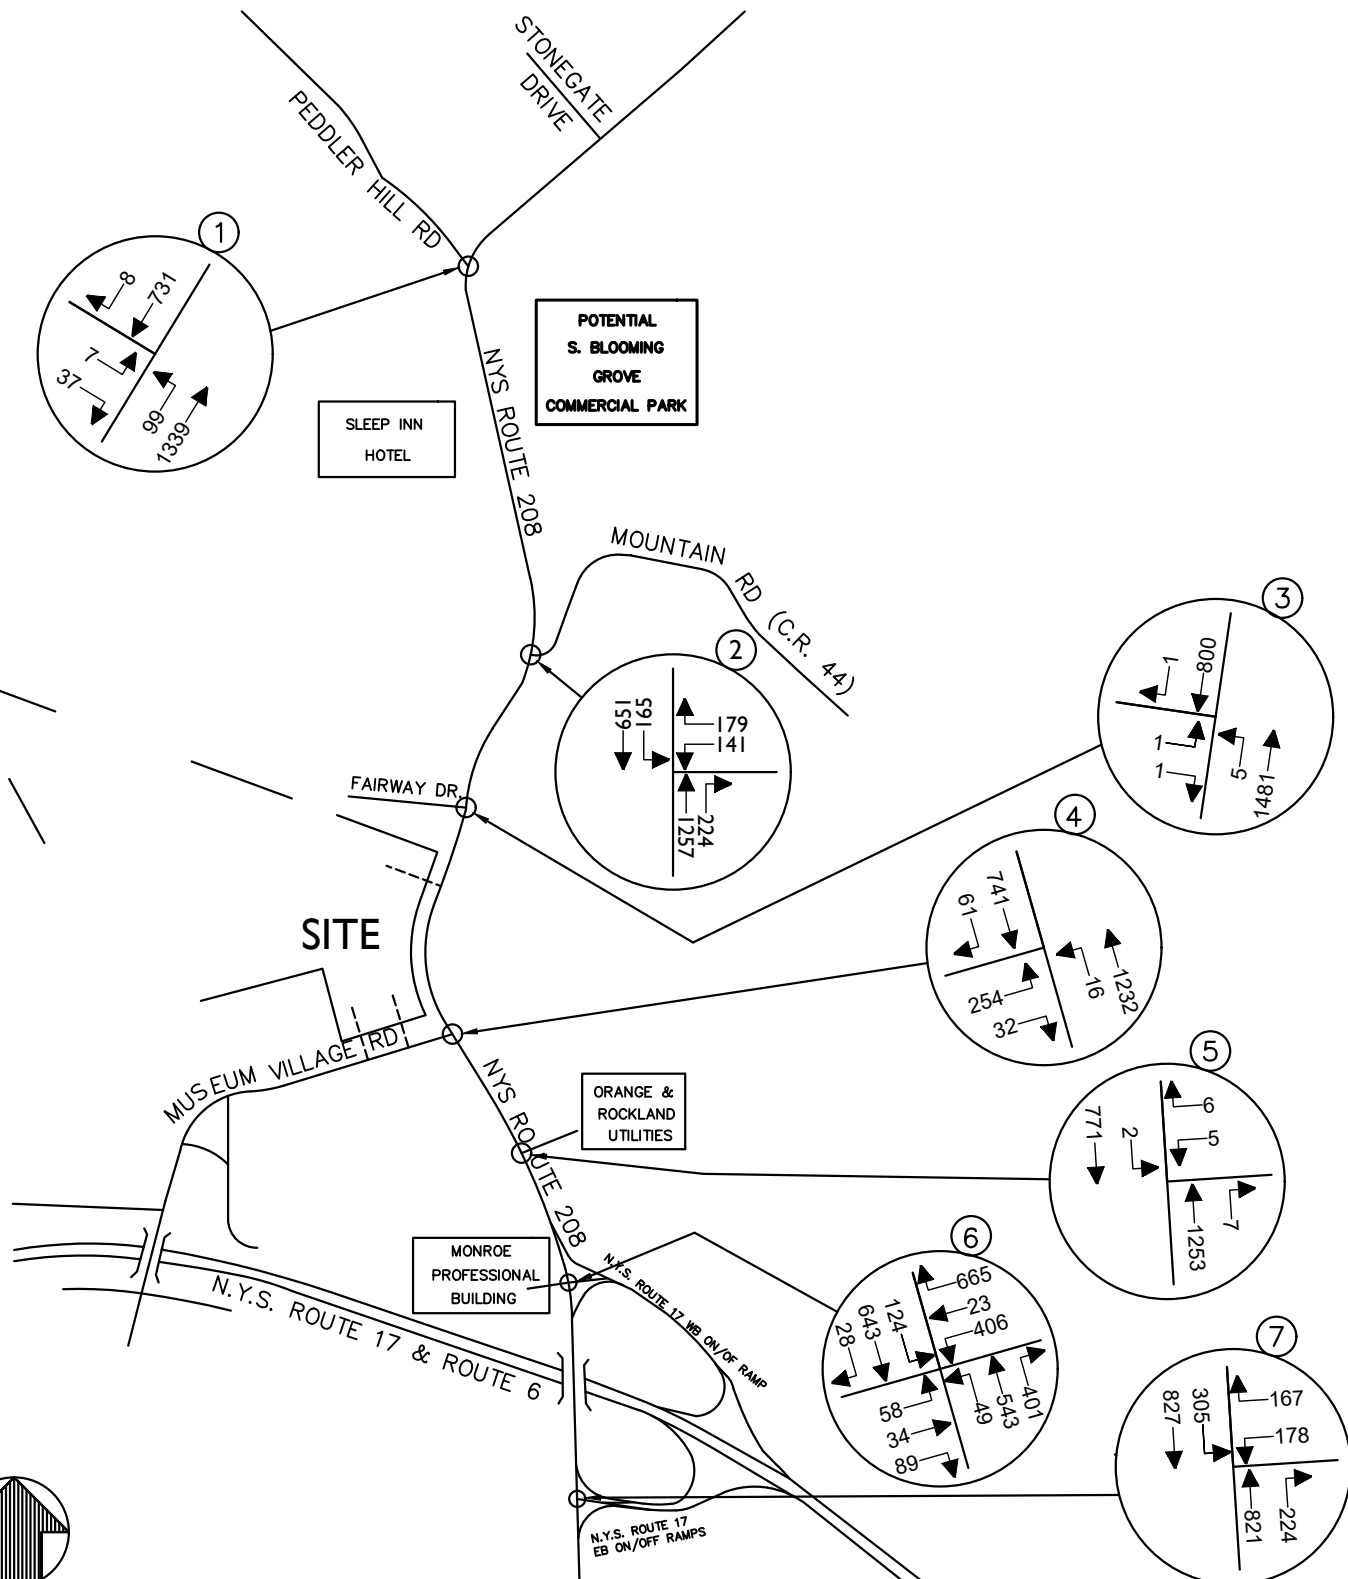 STONEGATE
DRIVE
PEDDLER HILL RD
1
8
731
7
37
99
1339
POTENTIAL
S. BLOOMING
GROVE
COMMERCIAL PARK
SLEEP INN
HOTEL
NYS ROUTE 208
MOUNTAIN RD (C.R. 44)
2
651
165
179
141
224
1257
3
1
800
1
1
5
1481
FAIRWAY DR.
4
741
61
254
32
16
1232
SITE
MUSEUM VILLAGE RD
NYS ROUTE 208
ORANGE &
ROCKLAND
UTILITIES
5
771
2
6
5
7
1253
MONROE
PROFESSIONAL
BUILDING
N.Y.S. ROUTE 17 WB ON/OF RAMP
6
665
23
406
124
643
28
58
34
89
49
543
401
N.Y.S. ROUTE 17 & ROUTE 6
7
827
305
167
178
821
224
N.Y.S. ROUTE 17
EB ON/OFF RAMPS